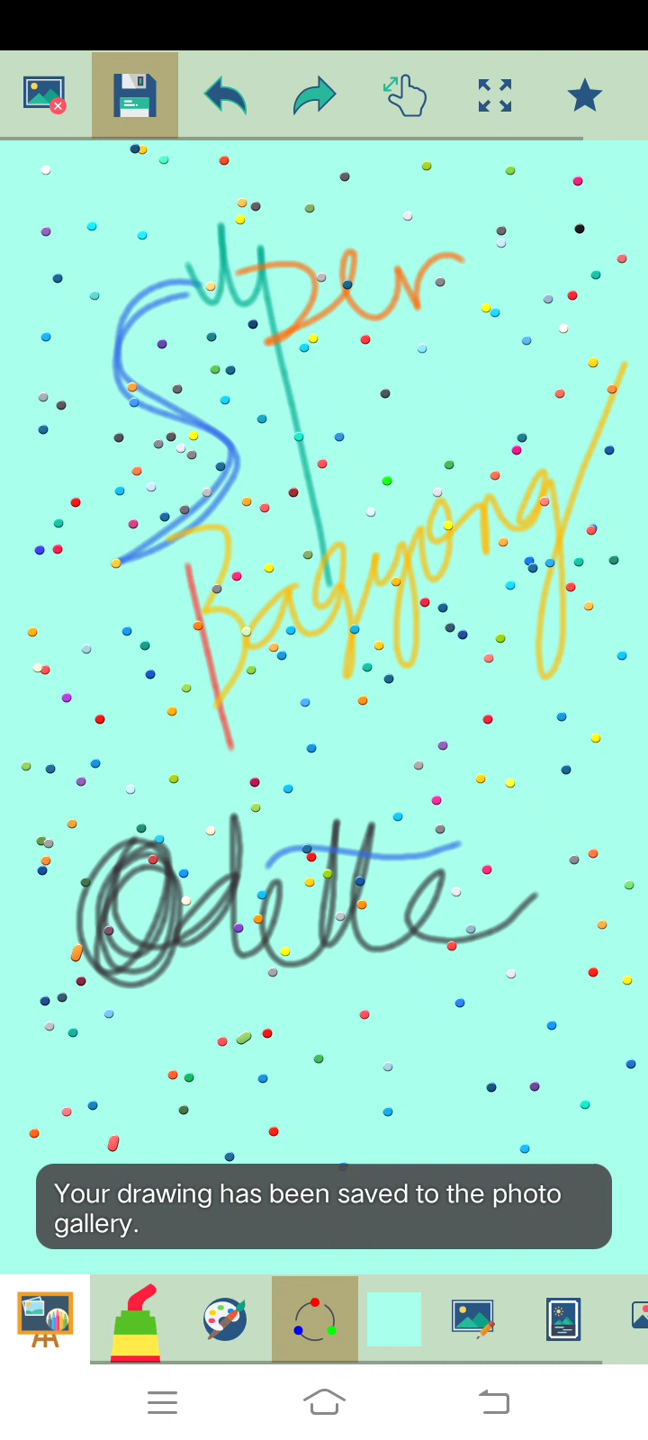 Super
Bagyong
Odette
Your drawing has been saved to the photo
gallery.